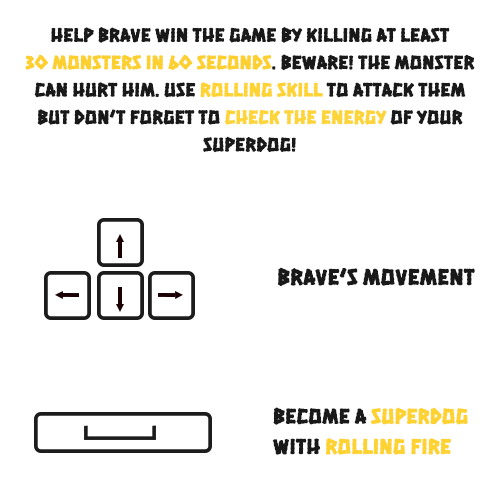 HELP BRAVE WIN THE GAME BY KILLING AT LEAST
30 MONSTERS IN 60 SECONDS. BEWARE! THE MONSTER
CAN HURT HIM. USE ROLLING SKILL TO ATTACK THEM
BUT DON'T FORGET TO CHECK THE ENERGY OF YOUR
SUPERDOG!
BRAVE'S MOVEMENT
BECOME A SUPERDOG
WITH ROLLING FIRE